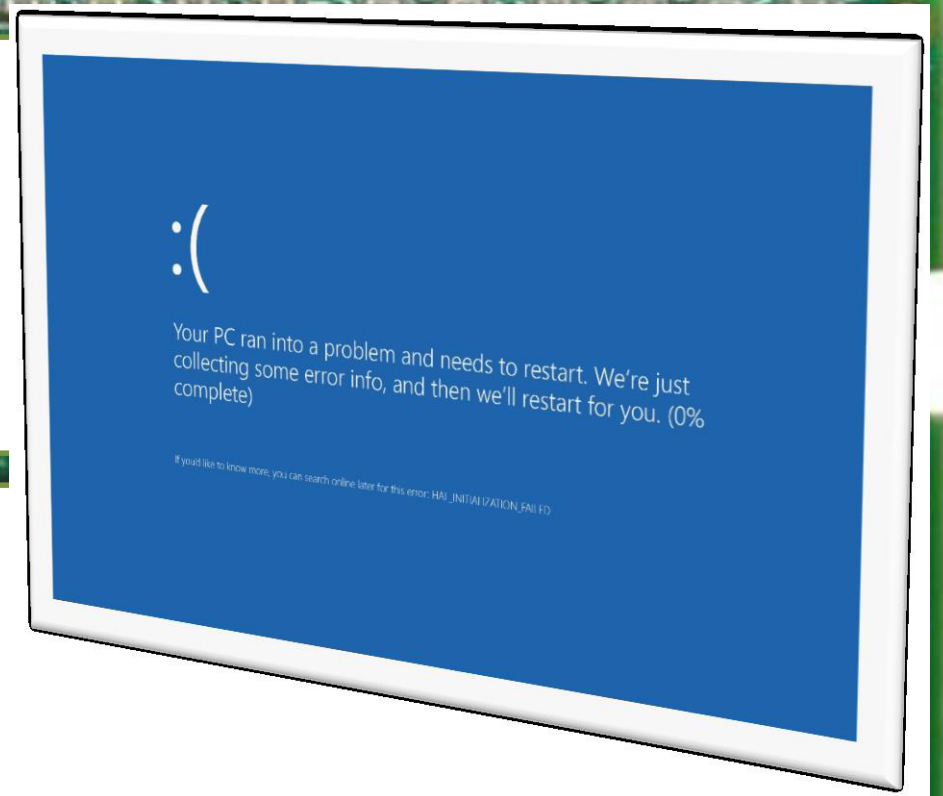 :(
Your PC ran into a problem and needs to restart. We're just
collecting some error info, and then we'll restart for you. (0%
complete)
If you'd like to know more, you can search online later for this error: HAL_INITIALIZATION_FAILED